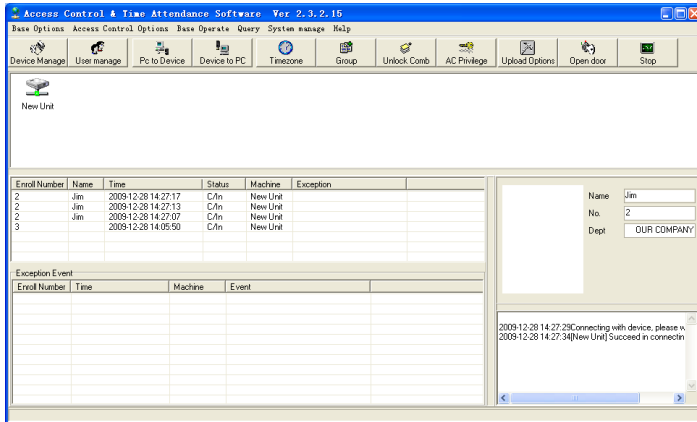 Access Control & Time Attendance Software  Ver 2.3.2.15
Base Options Access Control Options Base Operate Query System manage Help
Device Manage User manage Pc to Device Device to PC Timezone Group Unlock Comb AC Privilege Upload Options Open door Stop
New Unit
Enroll Number Name Time Status Machine Exception
2 Jim 2009-12-28 14:27:17 C/In New Unit
2 Jim 2009-12-28 14:27:13 C/In New Unit
2 Jim 2009-12-28 14:27:07 C/In New Unit
3 2009-12-28 14:05:50 C/In New Unit
Exception Event
Enroll Number Time Machine Event
Name Jim
No. 2
Dept OUR COMPANY
2009-12-28 14:27:29Connecting with device, please w
2009-12-28 14:27:34[New Unit] Succeed in connectin